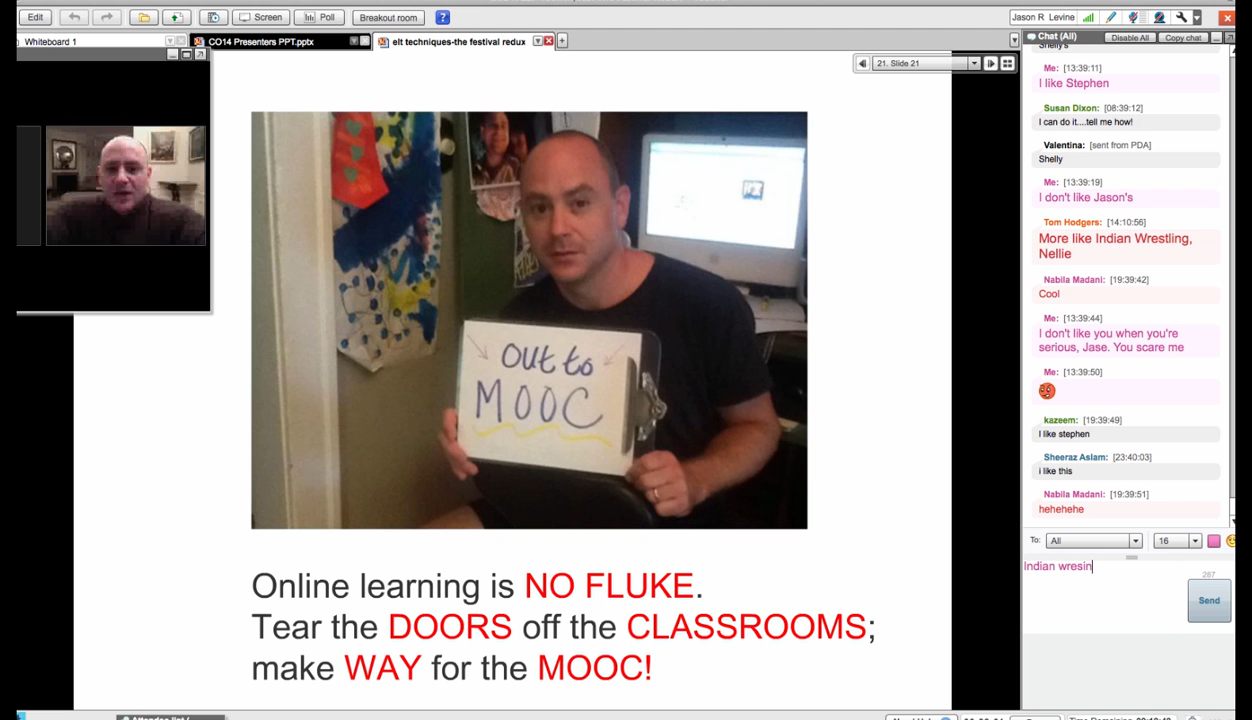 Edit
Screen
Poll
Breakout room
?
Jason R Levine
Whiteboard 1
CO14 Presenters PPT.pptx
elt techniques-the festival redux
21. Slide 21
Out to
MOOC
Online learning is NO FLUKE.
Tear the DOORS off the CLASSROOMS;
make WAY for the MOOC!
Chat (All)
Disable All
Copy chat
Shelly's
Me: [13:39:11]
I like Stephen
Susan Dixon: [08:39:12]
I can do it....tell me how!
Valentina: [sent from PDA]
Shelly
Me: [13:39:19]
I don't like Jason's
Tom Hodgers: [14:10:56]
More like Indian Wrestling,
Nellie
Nabila Madani: [19:39:42]
Cool
Me: [13:39:44]
I don't like you when you're
serious, Jase. You scare me
Me: [13:39:50]
kazeem: [19:39:49]
I like stephen
Sheeraz Aslam: [23:40:03]
i like this
Nabila Madani: [19:39:51]
hehehehe
To: All
16
Indian wresin
287
Send